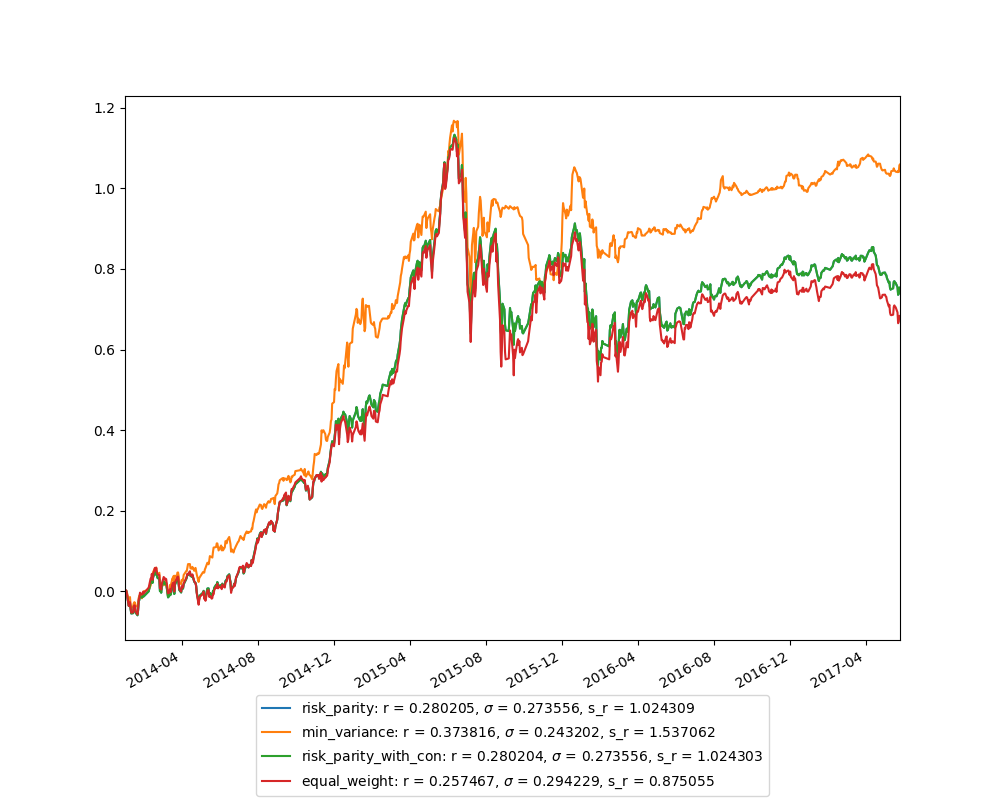 1.2
1.0
0.8
0.6
0.4
0.2
0.0
2014-04 2014-08 2014-12 2015-04 2015-08 2015-12 2016-04 2016-08 2016-12 2017-04
risk_parity: r = 0.280205, σ = 0.273556, s_r = 1.024309
min_variance: r = 0.373816, σ = 0.243202, s_r = 1.537062
risk_parity_with_con: r = 0.280204, σ = 0.273556, s_r = 1.024303
equal_weight: r = 0.257467, σ = 0.294229, s_r = 0.875055